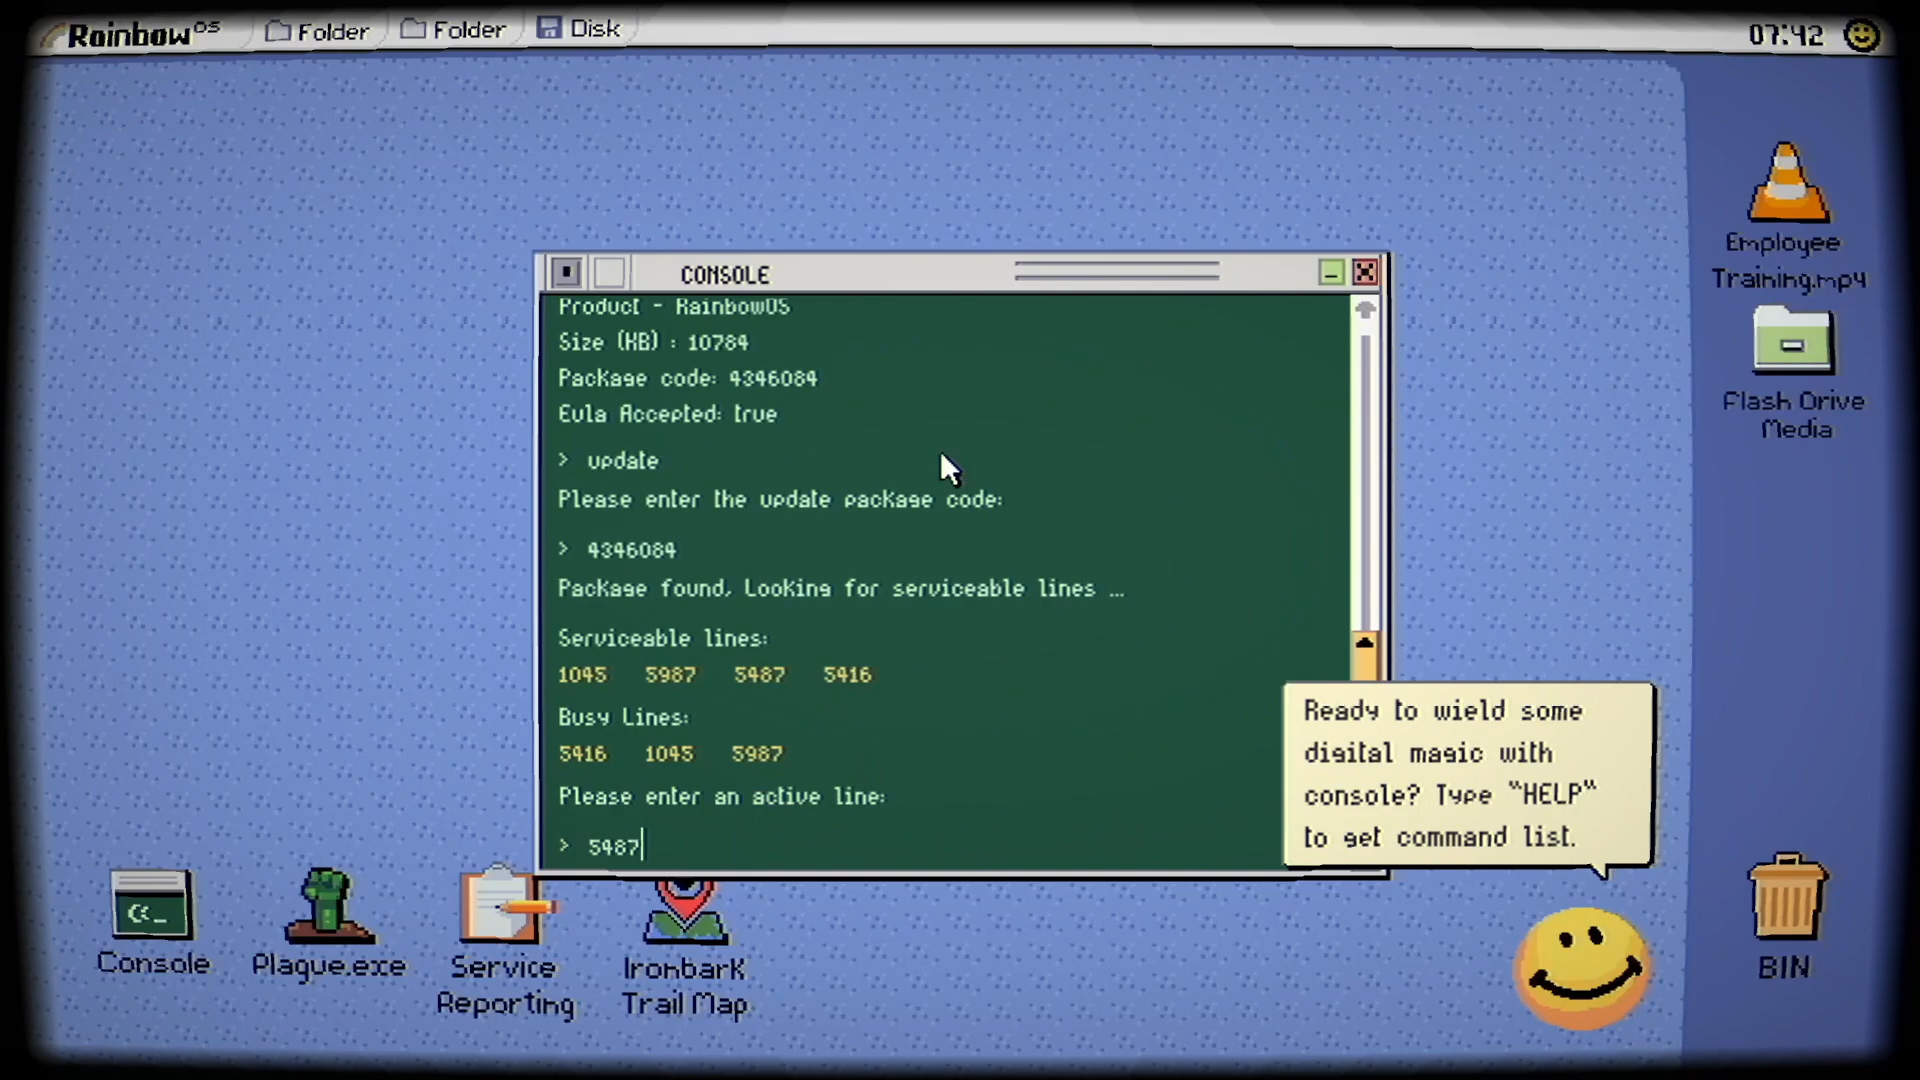 RainbowOS
Folder
Folder
Disk
07:42
Employee
Training.mp4
Flash Drive
Media
CONSOLE
Product - RainbowOS
Size (KB) : 10784
Package code: 4346084
Eula Accepted: true
> update
Please enter the update package code:
> 4346084
Package found. Looking for serviceable lines ...
Serviceable lines:
1045 5987 5487 5416
Busy Lines:
5416 1045 5987
Please enter an active line:
> 5487
Ready to wield some
digital magic with
console? Type "HELP"
to get command list.
Console
Plague.exe
Service
Reporting
Ironbark
Trail Map
BIN